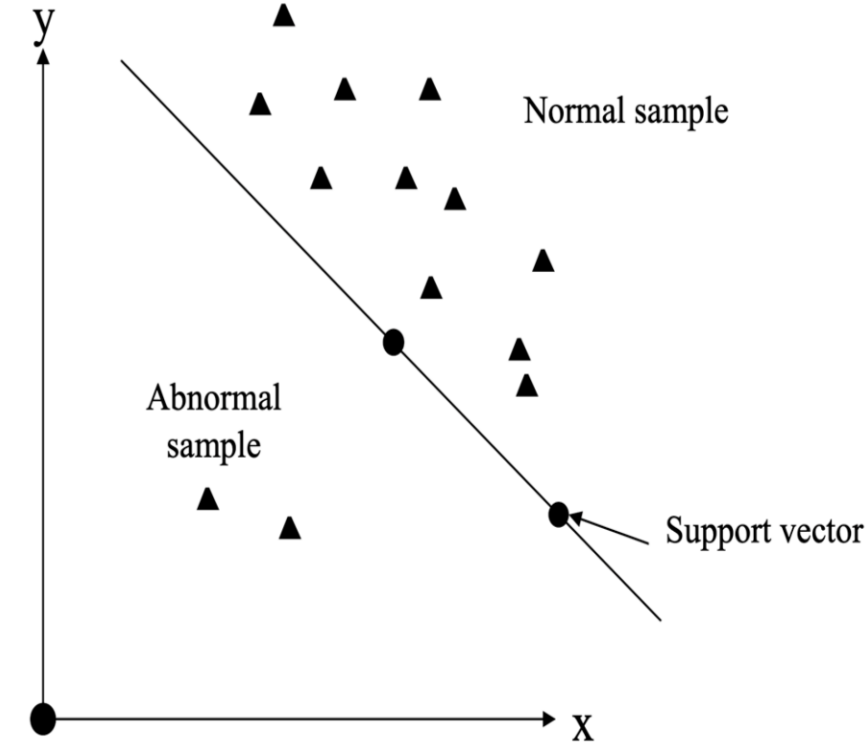 y
Normal sample
Abnormal
sample
Support vector
x